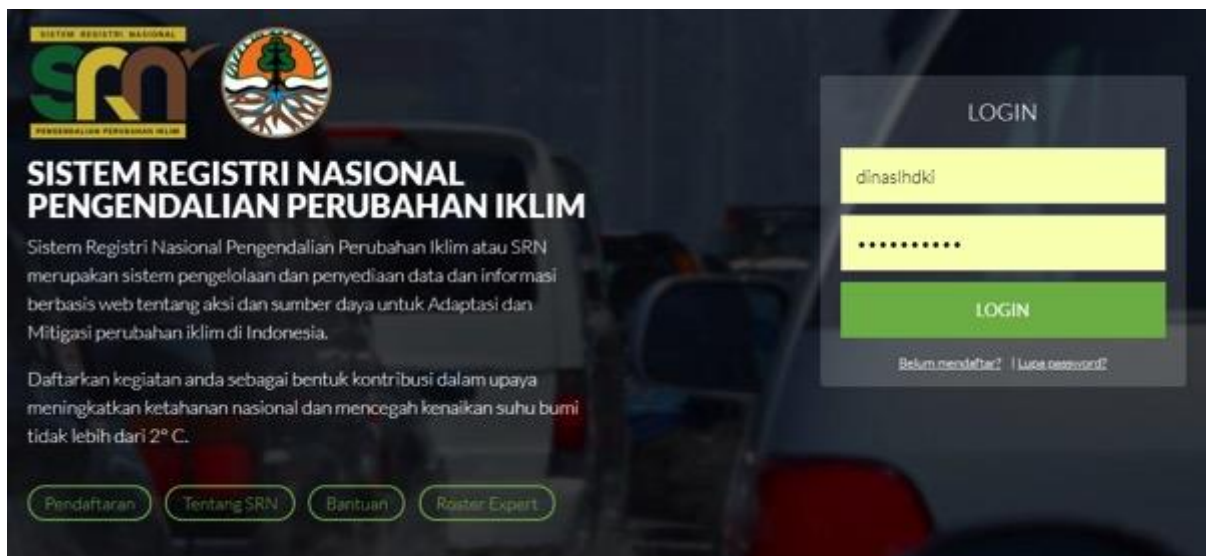 SISTEM REGISTRI NASIONAL
SRN
PENGENDALIAN PERUBAHAN IKLIM
SISTEM REGISTRI NASIONAL
PENGENDALIAN PERUBAHAN IKLIM
Sistem Registri Nasional Pengendalian Perubahan Iklim atau SRN
merupakan sistem pengelolaan dan penyediaan data dan informasi
berbasis web tentang aksi dan sumber daya untuk Adaptasi dan
Mitigasi perubahan iklim di Indonesia.
Daftarkan kegiatan anda sebagai bentuk kontribusi dalam upaya
meningkatkan ketahanan nasional dan mencegah kenaikan suhu bumi
tidak lebih dari 2° C.
Pendaftaran
Tentang SRN
Bantuan
Roster Expert
LOGIN
dinaslhdki
••••••••••
LOGIN
Belum mendaftar? | Lupa password?